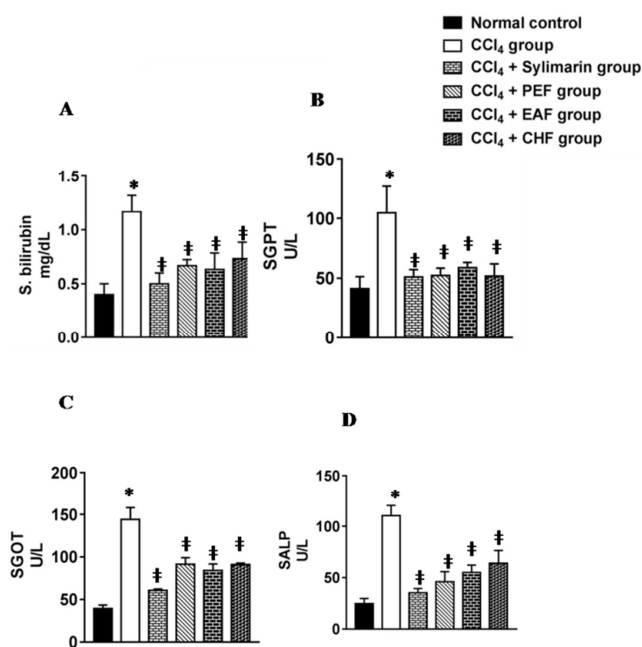 Normal control
CCl₄ group
CCl₄ + Sylimarin group
CCl₄ + PEF group
CCl₄ + EAF group
CCl₄ + CHF group
A
S. bilirubin
mg/dL
1.5
1.0
0.5
0.0
*
ǂ
ǂ
ǂ
ǂ
B
SGPT
U/L
150
100
50
0
*
ǂ
ǂ
ǂ
ǂ
C
SGOT
U/L
200
150
100
50
0
*
ǂ
ǂ
ǂ
ǂ
D
SALP
U/L
150
100
50
0
*
ǂ
ǂ
ǂ
ǂ